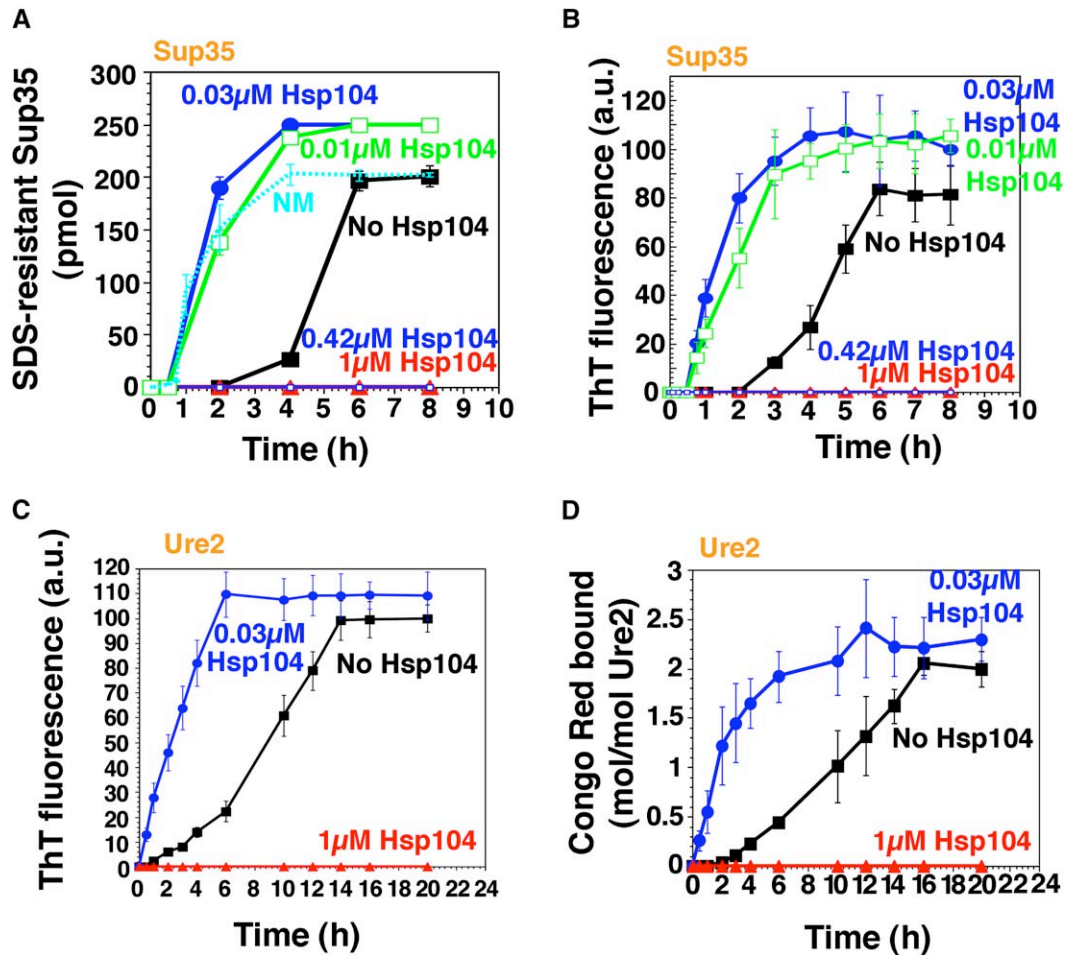 A
Sup35
SDS-resistant Sup35
(pmol)
300
250
200
150
100
50
0
0.03µM Hsp104
0.01µM Hsp104
NM
No Hsp104
0.42µM Hsp104
1µM Hsp104
0 1 2 3 4 5 6 7 8 9 10
Time (h)
B
Sup35
ThT fluorescence (a.u.)
120
100
80
60
40
20
0
0.03µM
Hsp104
0.01µM
Hsp104
No Hsp104
0.42µM Hsp104
1µM Hsp104
0 1 2 3 4 5 6 7 8 9 10
Time (h)
C
Ure2
ThT fluorescence (a.u.)
120
110
100
90
80
70
60
50
40
30
20
10
0
0.03µM
Hsp104
No Hsp104
1µM Hsp104
0 2 4 6 8 10 12 14 16 18 20 22 24
Time (h)
D
Ure2
Congo Red bound
(mol/mol Ure2)
3
2.5
2
1.5
1
0.5
0
0.03µM
Hsp104
No Hsp104
1µM Hsp104
0 2 4 6 8 10 12 14 16 18 20 22 24
Time (h)